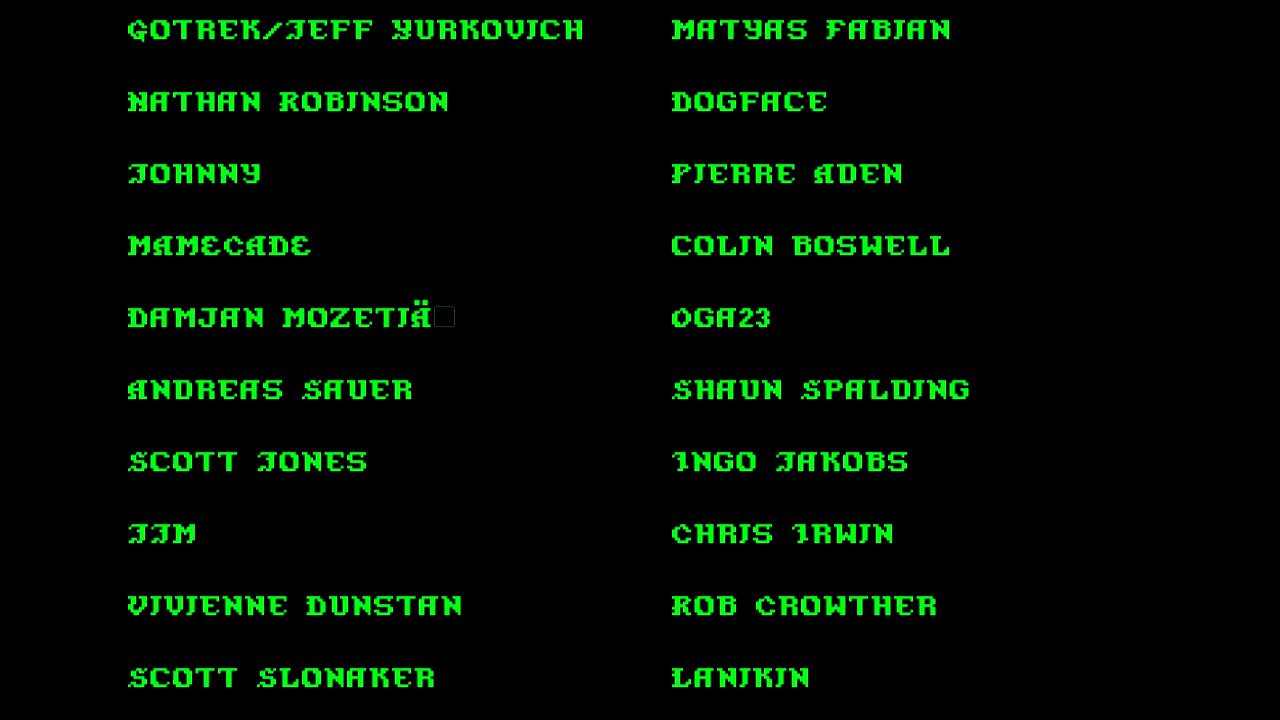 GOTREK/JEFF YURKOVICH
MATYAS FABIAN
NATHAN ROBINSON
DOGFACE
JOHNNY
PIERRE ADEN
MAMECADE
COLIN BOSWELL
DAMJAN MOZETIÄ□
OGA23
ANDREAS SAUER
SHAUN SPALDING
SCOTT JONES
INGO JAKOBS
JJM
CHRIS IRWIN
VIVIENNE DUNSTAN
ROB CROWTHER
SCOTT SLONAKER
LANIKIN